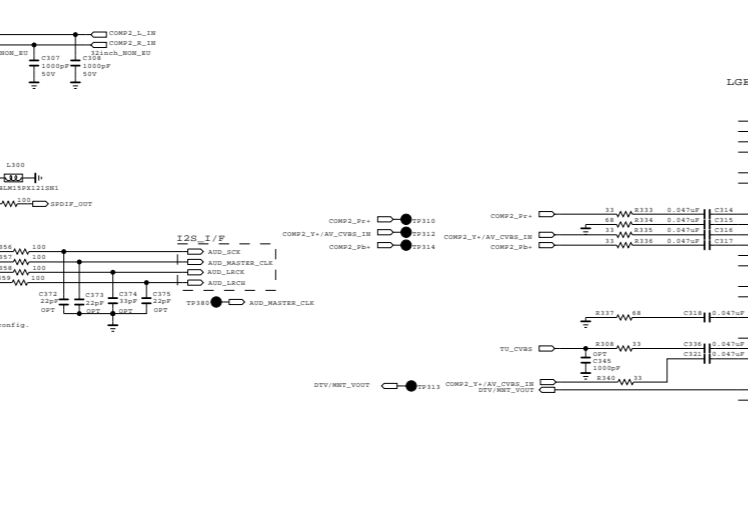 COMP2_L_IN
COMP2_R_IN
NON_EU
32inch_NON_EU
C307
C308
1000pF
1000pF
50V
50V
LGE
L300
BLM15PX121SN1
100
SPDIF_OUT
I2S_I/F
356
100
AUD_SCK
357
100
AUD_MASTER_CLK
358
100
AUD_LRCK
359
100
AUD_LRCH
C372
C373
C374
C375
22pF
22pF
33pF
22pF
OPT
OPT
OPT
OPT
config.
TP380
AUD_MASTER_CLK
COMP2_Pr+
TP310
COMP2_Y+/AV_CVBS_IN
TP312
COMP2_Pb+
TP314
COMP2_Pr+
33
R333
0.047uF
C314
68
R334
0.047uF
C315
COMP2_Y+/AV_CVBS_IN
33
R335
0.047uF
C316
COMP2_Pb+
33
R336
0.047uF
C317
R337
68
C318
0.047uF
TU_CVBS
R308
33
C336
0.047uF
OPT
C345
1000pF
C321
0.047uF
DTV/MNT_VOUT
TP313
COMP2_Y+/AV_CVBS_IN
R340
33
DTV/MNT_VOUT